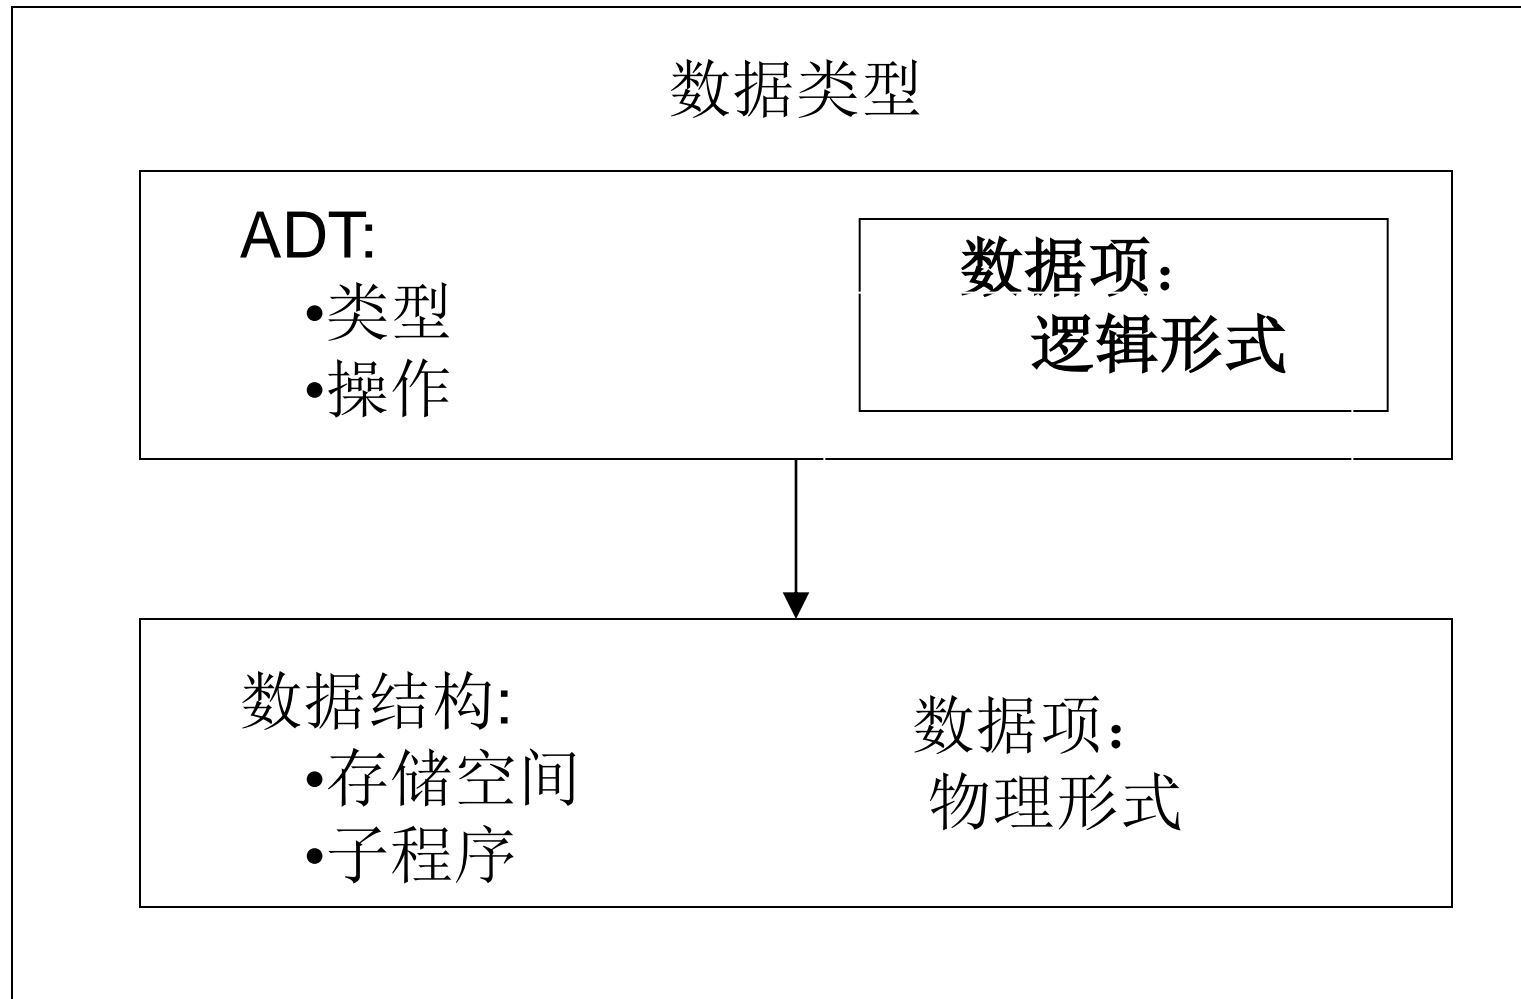 数据类型
ADT:
•类型
•操作
数据项：
逻辑形式
数据结构:
•存储空间
•子程序
数据项：
物理形式